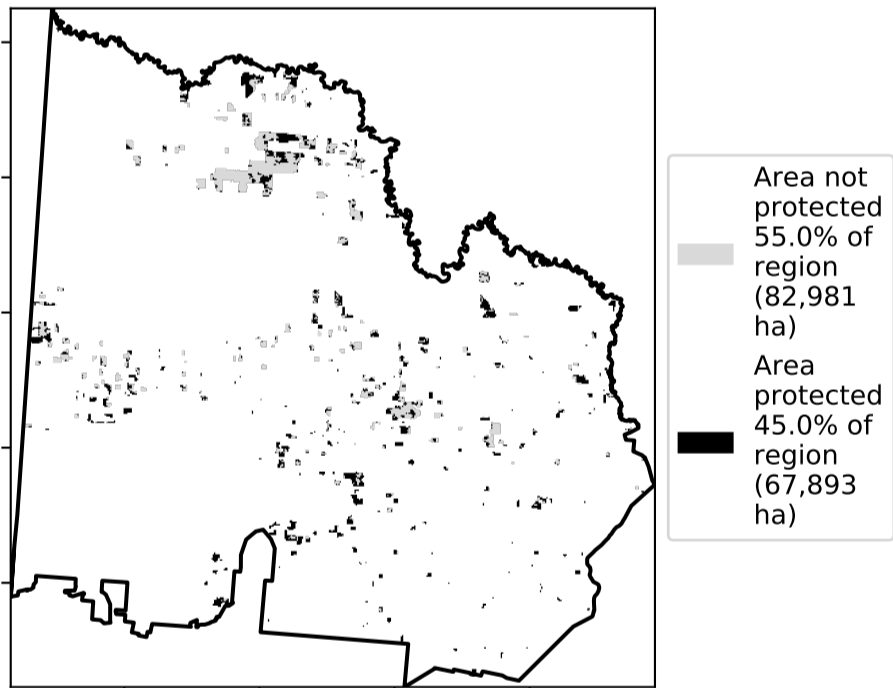 Area not
protected
55.0% of
region
(82,981
ha)
Area
protected
45.0% of
region
(67,893
ha)